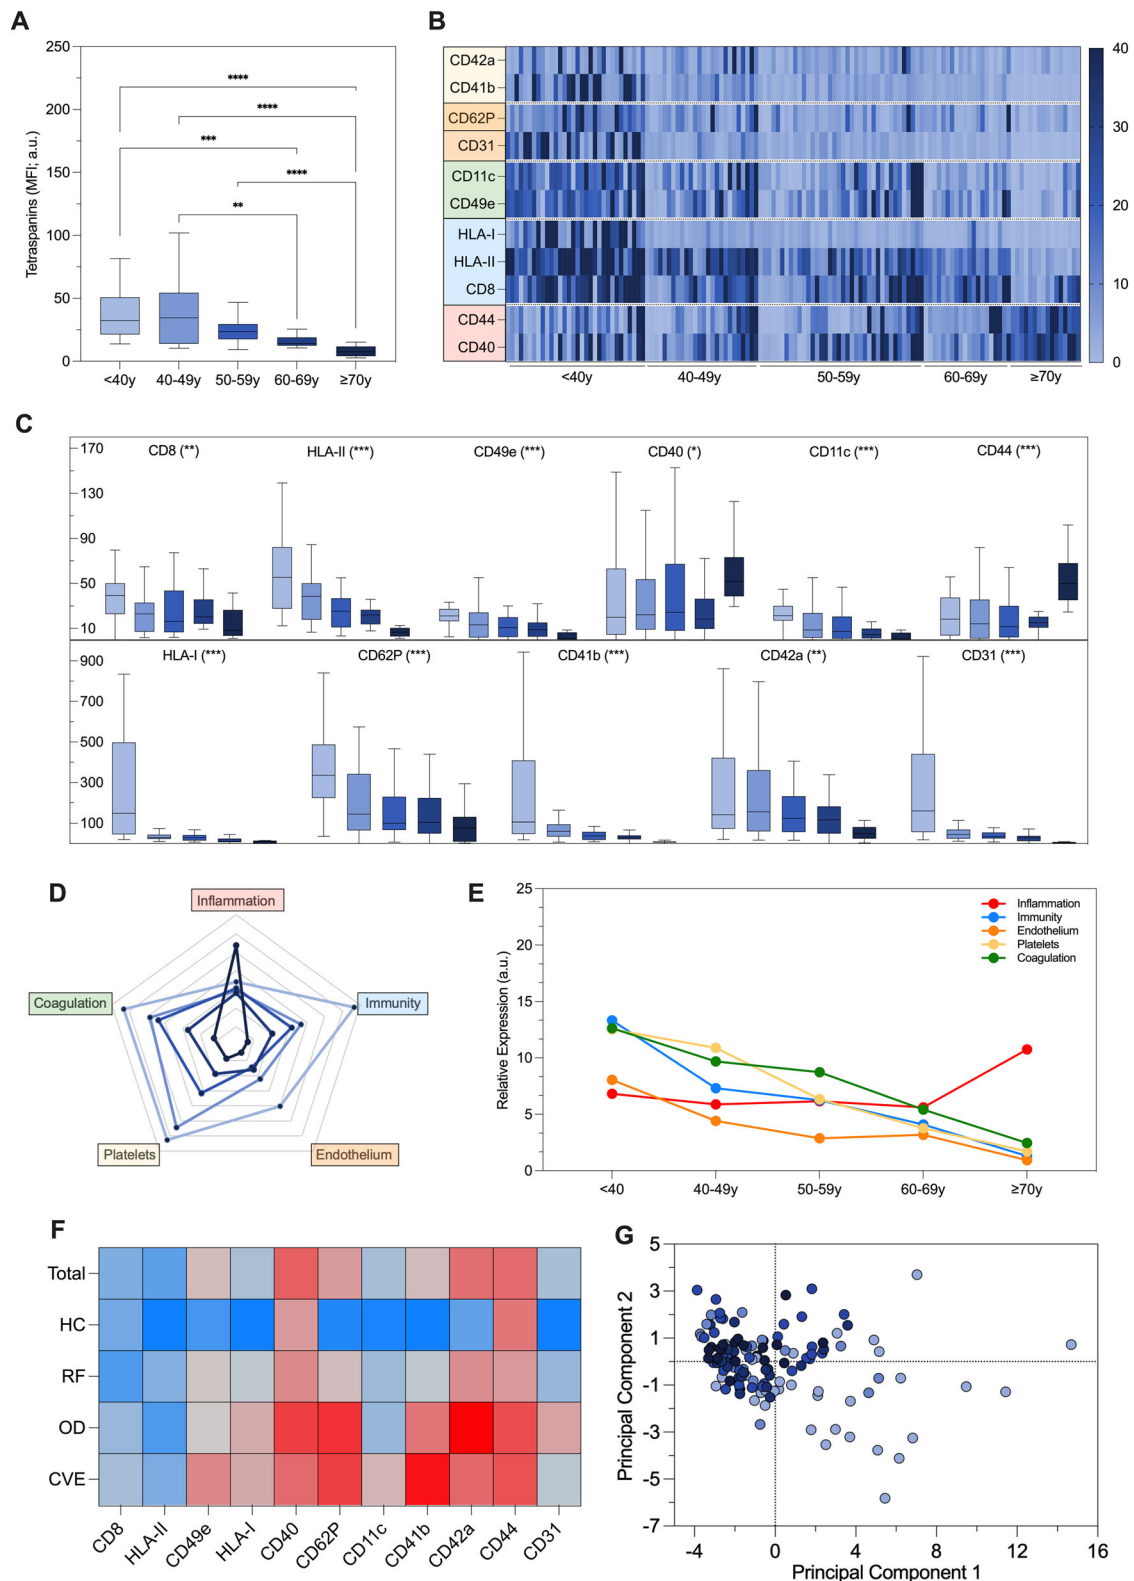 A
250
200
150
100
50
0
Tetraspanins (MFI; a.u.)
****
****
***
****
**
<40y 40-49y 50-59y 60-69y ≥70y
B
CD42a
CD41b
CD62P
CD31
CD11c
CD49e
HLA-I
HLA-II
CD8
CD44
CD40
<40y 40-49y 50-59y 60-69y ≥70y
40
30
20
10
0
C
170
130
90
50
10
CD8 (**) HLA-II (***) CD49e (***) CD40 (*) CD11c (***) CD44 (***)
900
700
500
300
100
HLA-I (***) CD62P (***) CD41b (***) CD42a (**) CD31 (***)
D
Inflammation
Coagulation
Immunity
Platelets
Endothelium
E
25
20
15
10
5
0
Relative Expression (a.u.)
Inflammation
Immunity
Endothelium
Platelets
Coagulation
<40 40-49y 50-59y 60-69y ≥70y
F
Total
HC
RF
OD
CVE
CD8 HLA-II CD49e HLA-I CD40 CD62P CD11c CD41b CD42a CD44 CD31
G
5
3
1
-1
-3
-5
-7
Principal Component 2
-4 0 4 8 12 16
Principal Component 1